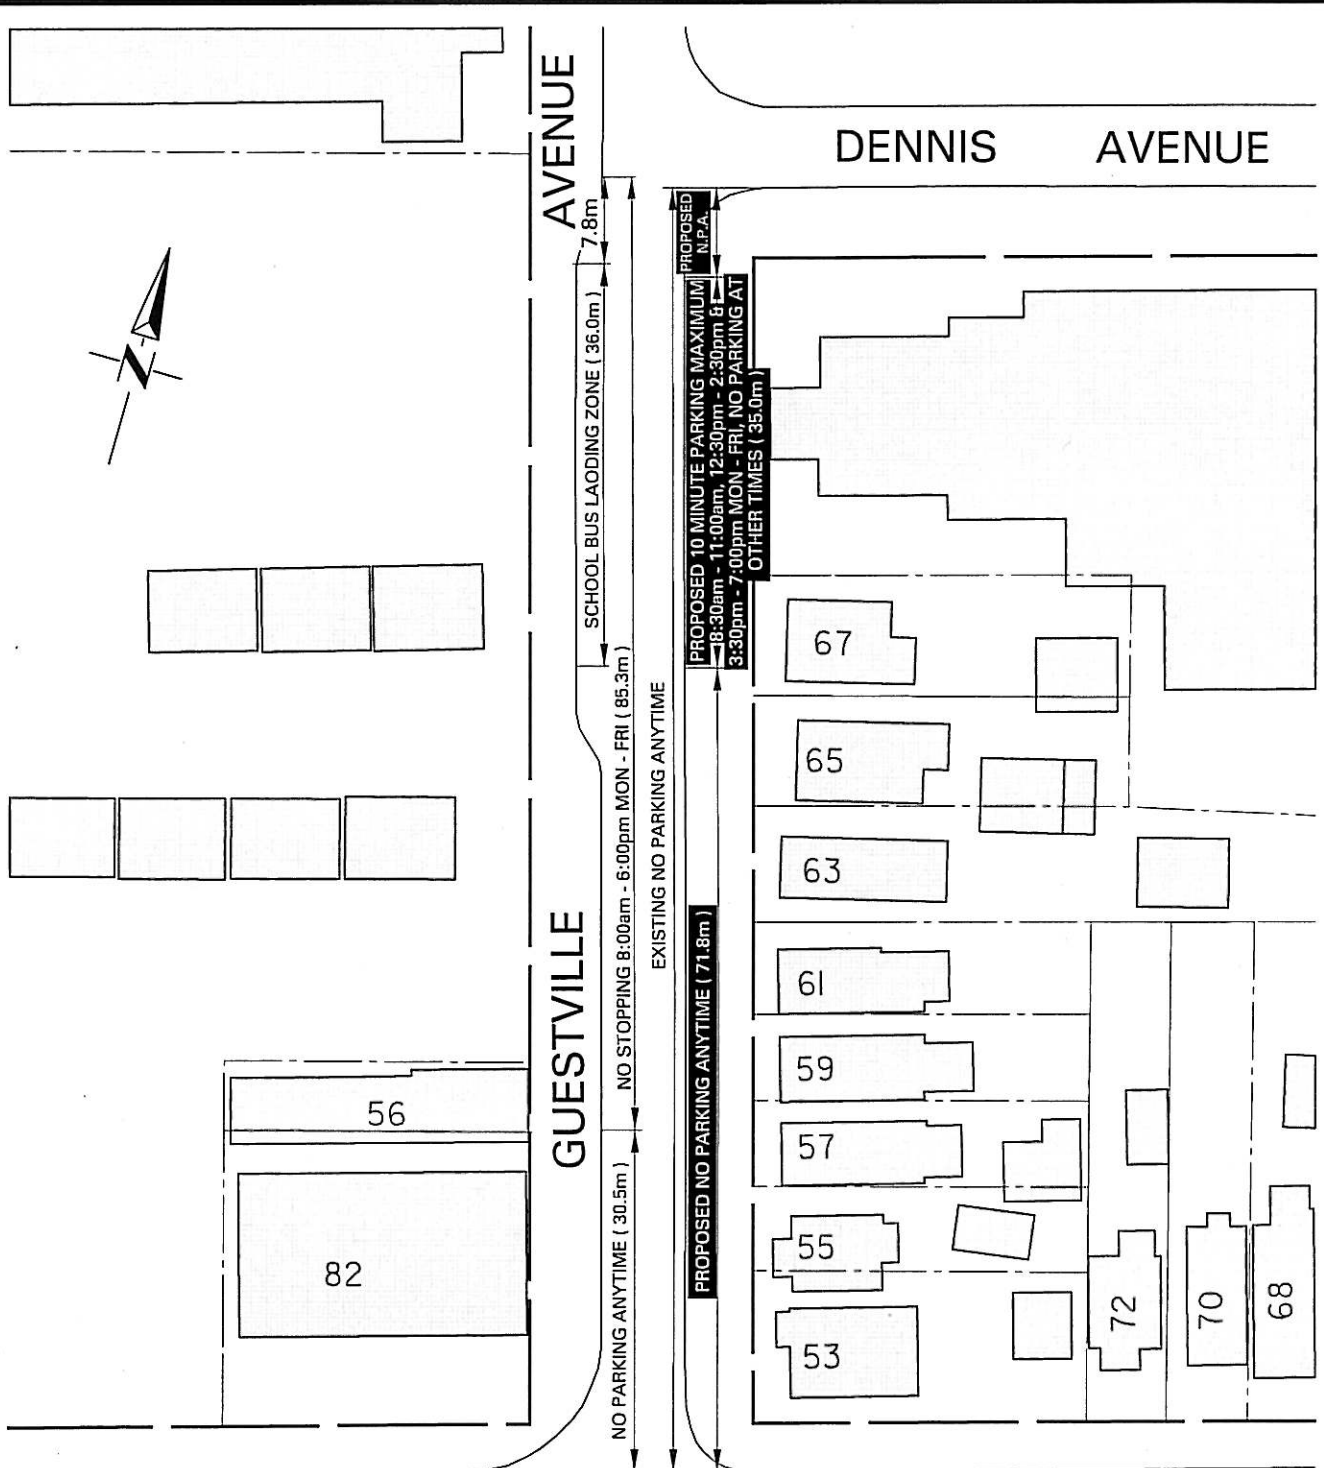 DENNIS AVENUE
GUESTVILLE AVENUE
7.8m
SCHOOL BUS LAODING ZONE ( 36.0m )
NO STOPPING 8:00am - 6:00pm MON - FRI ( 85.3m )
NO PARKING ANYTIME ( 30.5m )
EXISTING NO PARKING ANYTIME
PROPOSED
N.P.A.
PROPOSED 10 MINUTE PARKING MAXIMUM
8:30am - 11:00am, 12:30pm - 2:30pm &
3:30pm - 7:00pm MON - FRI, NO PARKING AT
OTHER TIMES ( 35.0m )
PROPOSED NO PARKING ANYTIME ( 71.8m )
N
67
65
63
61
59
57
55
53
56
82
72
70
68